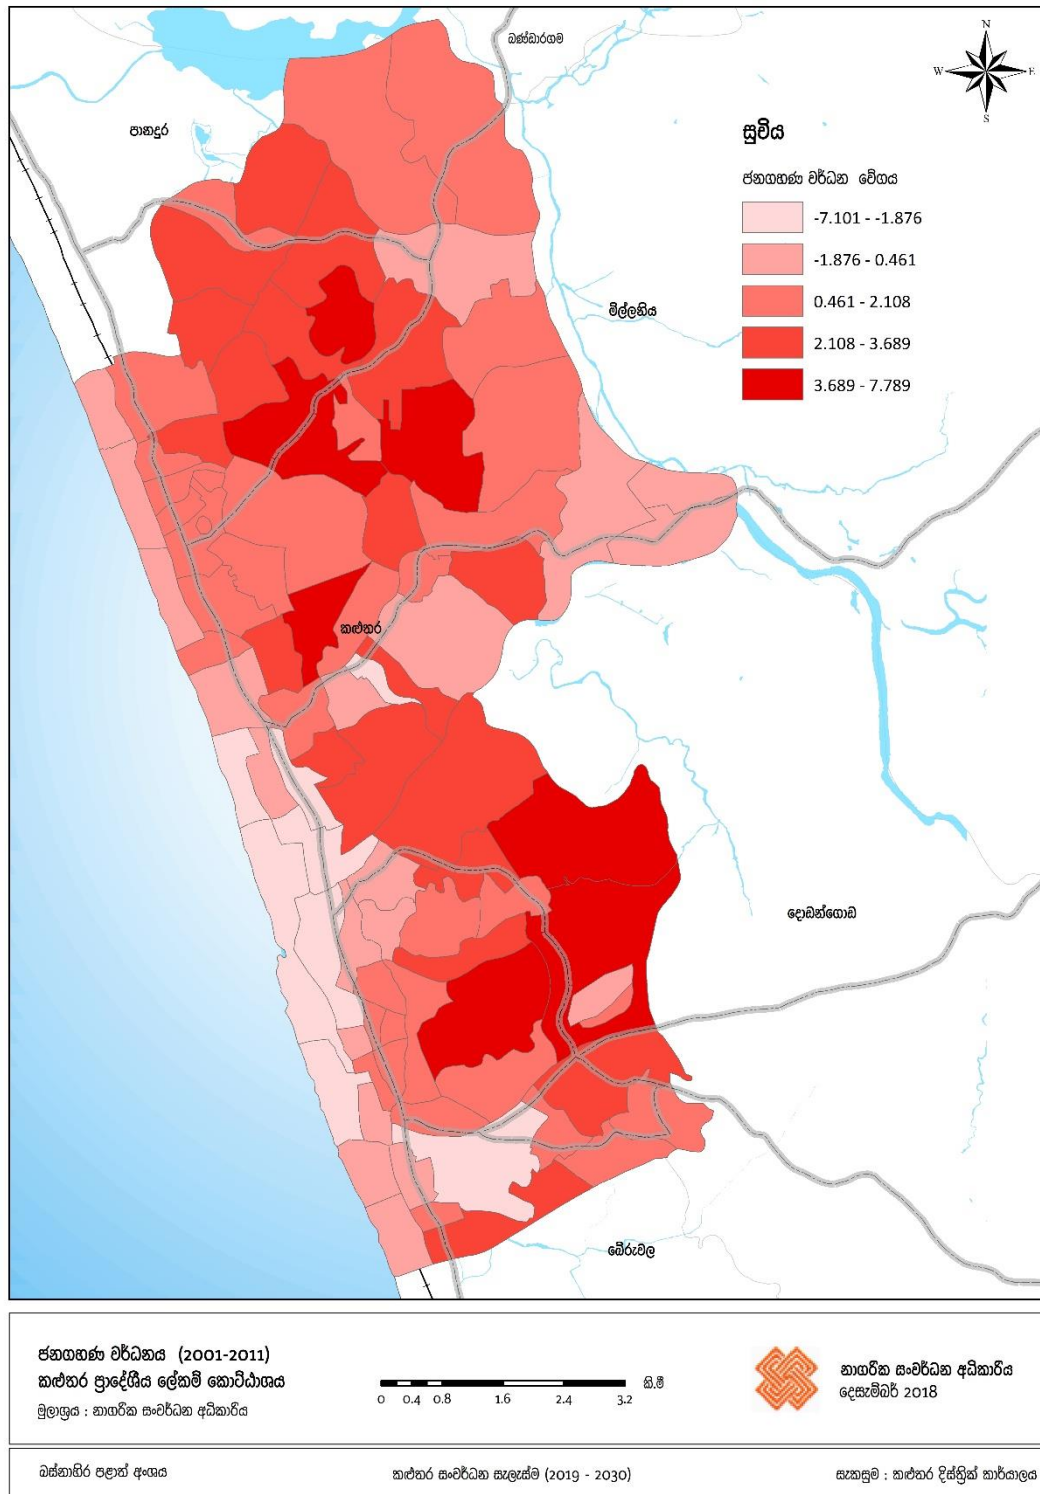 බණ්ඩාරගම
N
W E
S
පානදුර
සුචිය
ජනගහණ වර්ධන වේගය
-7.101 - -1.876
-1.876 - 0.461
0.461 - 2.108
2.108 - 3.689
3.689 - 7.789
මිල්ලනිය
කළුතර
දොඩන්ගොඩ
බේරුවල
ජනගහණ වර්ධනය (2001-2011)
කළුතර ප්‍රාදේශීය ලේකම් කොට්ඨාශය
මුලාශ්‍රය : නාගරික සංවර්ධන අධිකාරිය
0 0.4 0.8 1.6 2.4 3.2 කි.මී
නාගරික සංවර්ධන අධිකාරිය
දෙසැම්බර් 2018
බස්නාහිර පළාත් අංශය
කළුතර සංවර්ධන සැලැස්ම (2019 - 2030)
සැකසුම : කළුතර දිස්ත්‍රික් කාර්යාලය